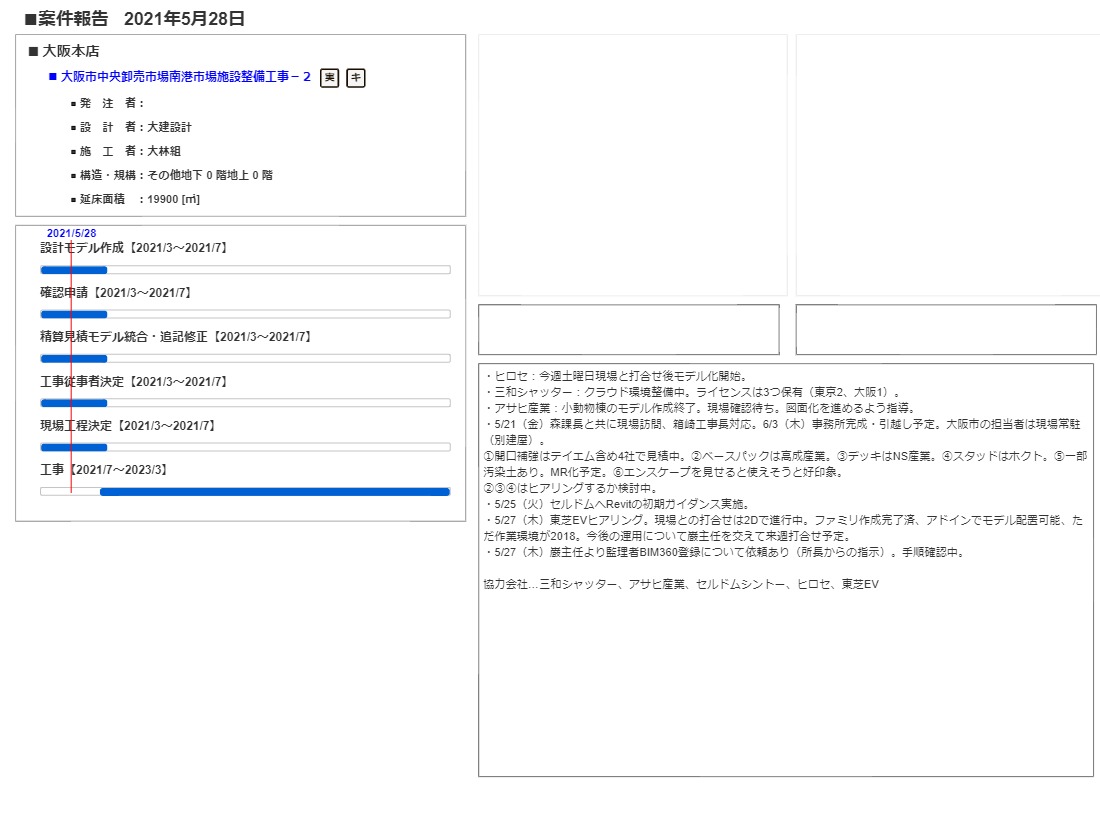 ■案件報告　2021年5月28日
■ 大阪本店
■ 大阪市中央卸売市場南港市場施設整備工事－２ 実 キ
▪ 発　注　者：
▪ 設　計　者：大建設計
▪ 施　工　者：大林組
▪ 構造・規模：その他地下 0 階地上 0 階
▪ 延床面積　：19900 [㎡]
2021/5/28
設計モデル作成【2021/3～2021/7】
確認申請【2021/3～2021/7】
精算見積モデル統合・追記修正【2021/3～2021/7】
工事従事者決定【2021/3～2021/7】
現場工程決定【2021/3～2021/7】
工事【2021/7～2023/3】
・ヒロセ：今週土曜日現場と打合せ後モデル化開始。
・三和シャッター：クラウド環境整備中。ライセンスは3つ保有（東京2、大阪1）。
・アサヒ産業：小動物棟のモデル作成終了。現場確認待ち。図面化を進めるよう指導。
・5/21（金）森課長と共に現場訪問、箱崎工事長対応。6/3（木）事務所完成・引越し予定。大阪市の担当者は現場常駐
（別建屋）。
①開口補強はテイエム含め4社で見積中。②ベースパックは高成産業。③デッキはNS産業。④スタッドはホクト。⑤一部
汚染土あり。MR化予定。⑥エンスケープを見せると使えそうと好印象。
②③④はヒアリングするか検討中。
・5/25（火）セルドムへRevitの初期ガイダンス実施。
・5/27（木）東芝EVヒアリング。現場との打合せは2Dで進行中。ファミリ作成完了済、アドインでモデル配置可能、た
だ作業環境が2018。今後の運用について巌主任を交えて来週打合せ予定。
・5/27（木）巌主任より監理者BIM360登録について依頼あり（所長からの指示）。手順確認中。
協力会社…三和シャッター、アサヒ産業、セルドムシントー、ヒロセ、東芝EV